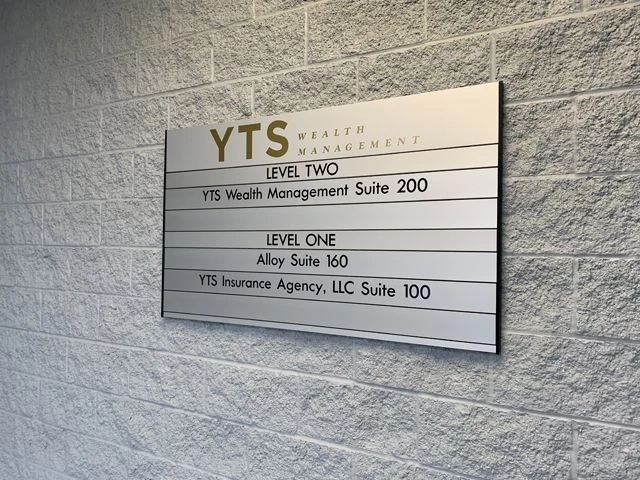 YTS WEALTH
MANAGEMENT
LEVEL TWO
YTS Wealth Management Suite 200
LEVEL ONE
Alloy Suite 160
YTS Insurance Agency, LLC Suite 100